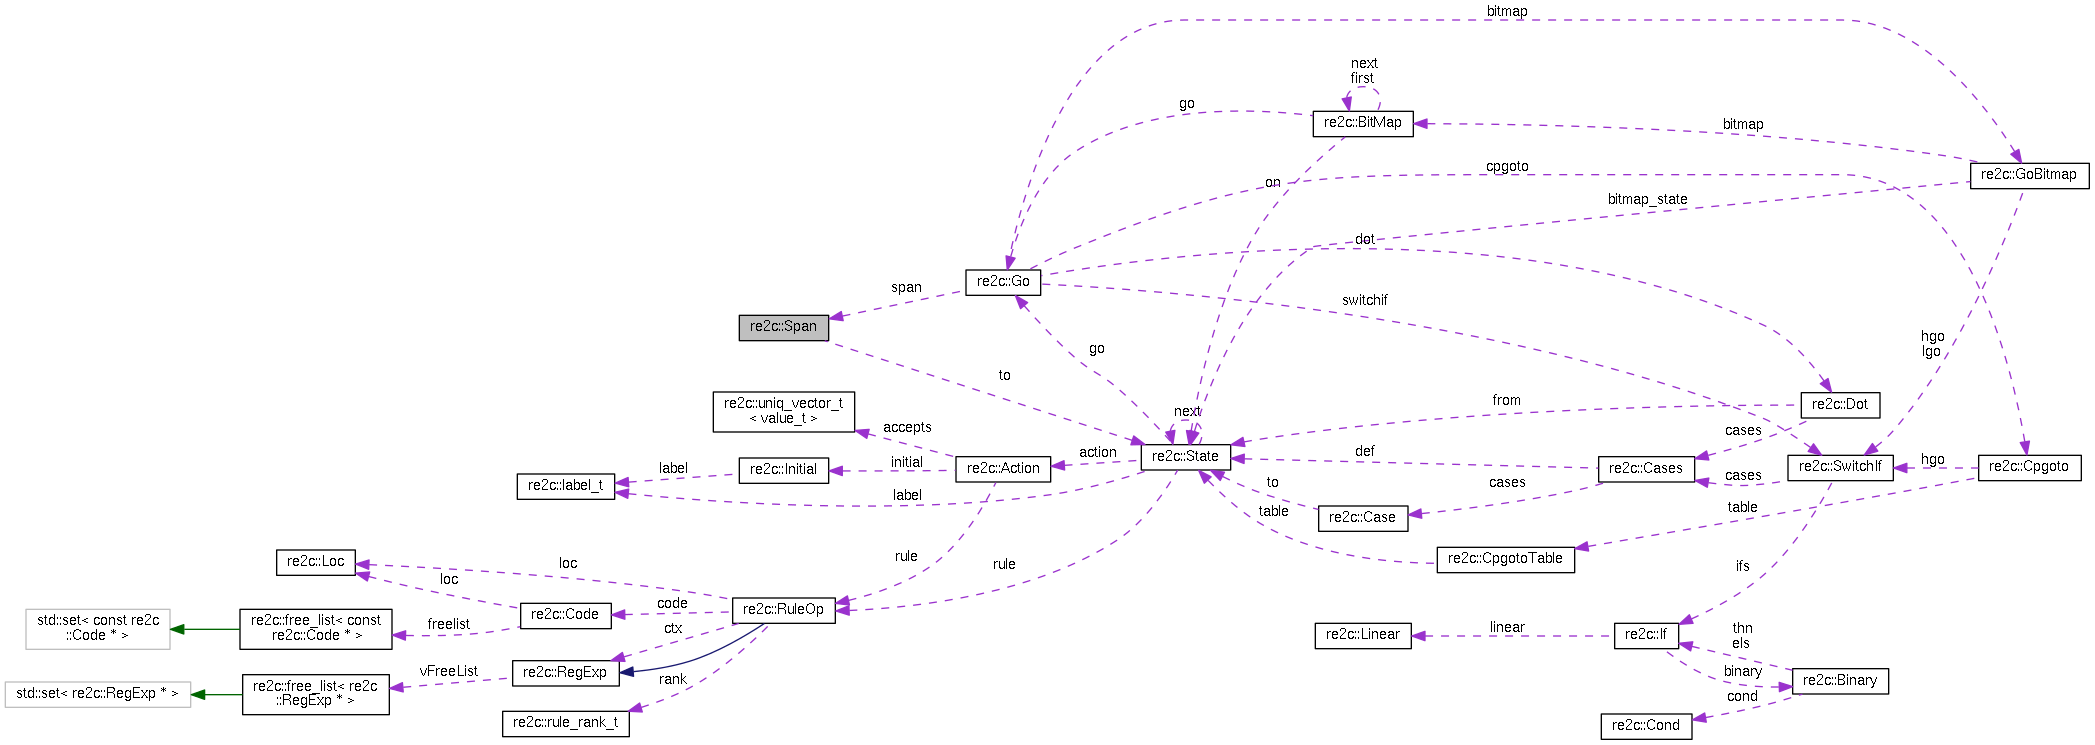 bitmap
next
first
go
re2c::BitMap
bitmap
cpgoto
re2c::GoBitmap
on
bitmap_state
dot
re2c::Go
span
switchif
re2c::Span
go
hgo
lgo
to
re2c::uniq_vector_t
< value_t >
from
re2c::Dot
next
accepts
cases
action
re2c::State
def
re2c::label_t
label
re2c::Initial
initial
re2c::Action
re2c::Cases
cases
re2c::SwitchIf
hgo
re2c::Cpgoto
label
to
cases
table
re2c::Case
table
re2c::Loc
loc
rule
rule
re2c::CpgotoTable
ifs
loc
std::set< const re2c
::Code * >
re2c::free_list< const
re2c::Code * >
freelist
re2c::Code
code
re2c::RuleOp
ctx
re2c::Linear
linear
re2c::If
thn
els
std::set< re2c::RegExp * >
re2c::free_list< re2c
::RegExp * >
vFreeList
re2c::RegExp
rank
binary
re2c::Binary
cond
re2c::rule_rank_t
re2c::Cond